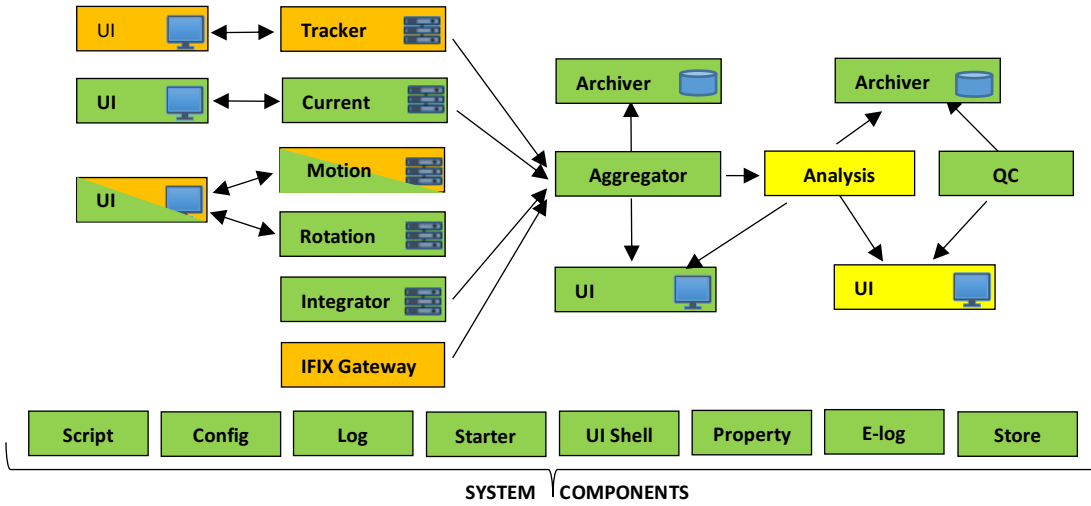 UI
Tracker
UI
Current
Archiver
Archiver
Motion
Aggregator
Analysis
QC
UI
Rotation
Integrator
UI
UI
IFIX Gateway
Script
Config
Log
Starter
UI Shell
Property
E-log
Store
SYSTEM COMPONENTS